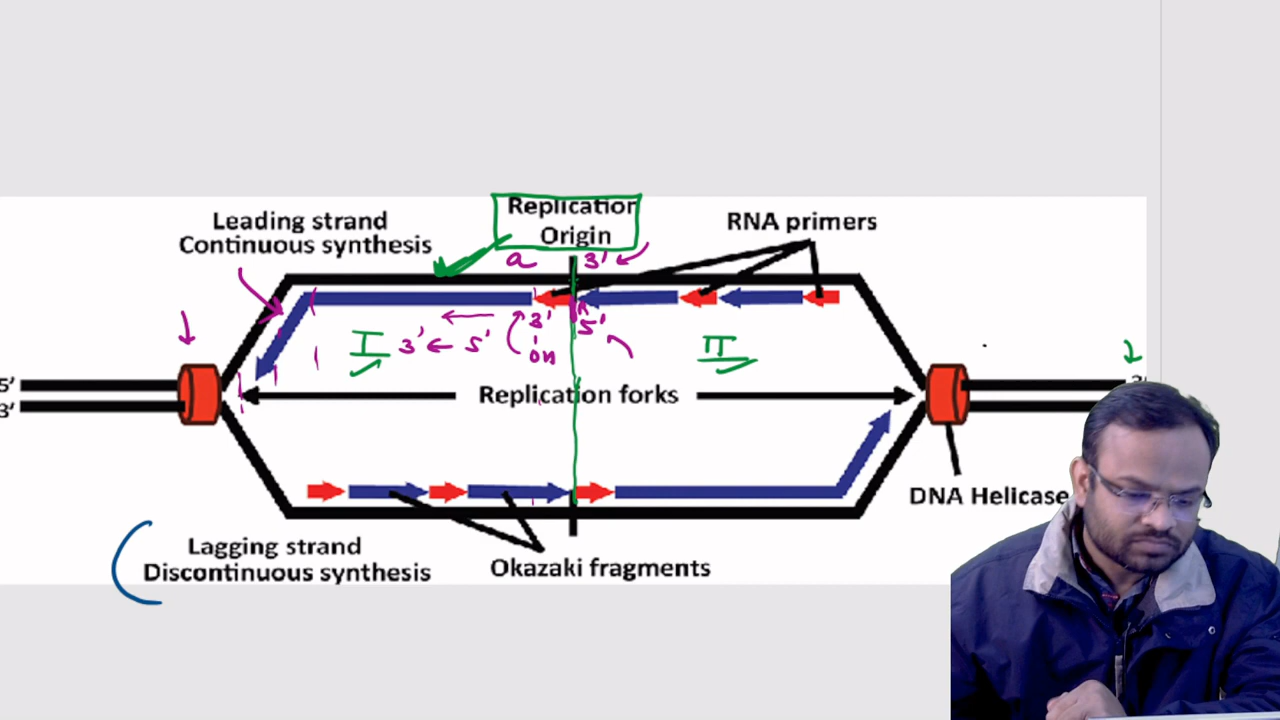 Leading strand
Continuous synthesis
Replication
Origin
RNA primers
a
3'
3'
5'
I
3' ← 5'
OH
II
5'
3'
Replication forks
3'
DNA Helicase
Lagging strand
Discontinuous synthesis
Okazaki fragments